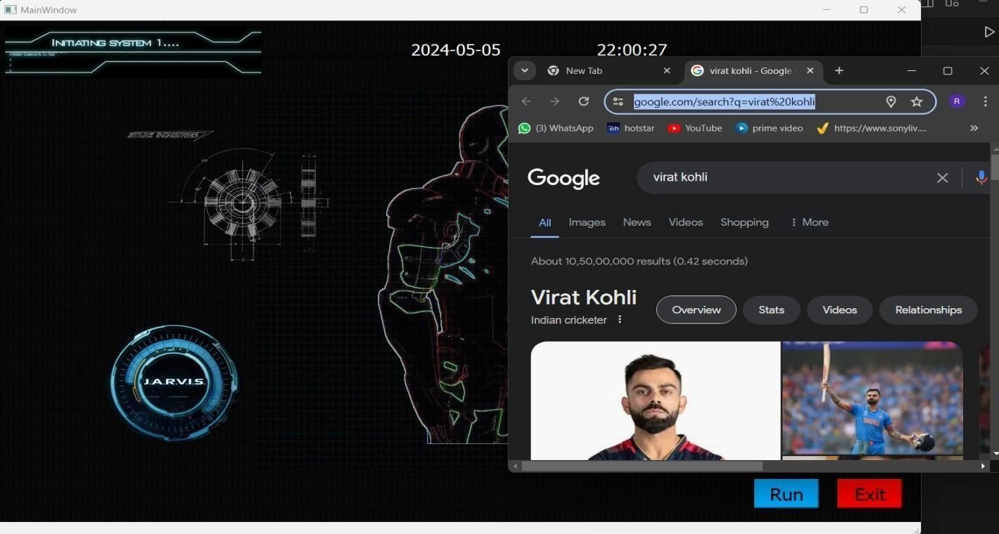 MainWindow
INITIATING SYSTEM 1....
2024-05-05
22:00:27
New Tab
virat kohli - Google
google.com/search?q=virat%20kohli
R
(3) WhatsApp
hotstar
YouTube
prime video
https://www.sonyliv....
STARK INDUSTRIES
Google
virat kohli
All
Images
News
Videos
Shopping
More
About 10,50,00,000 results (0.42 seconds)
Virat Kohli
Indian cricketer
Overview
Stats
Videos
Relationships
J.A.R.V.I.S.
Run
Exit